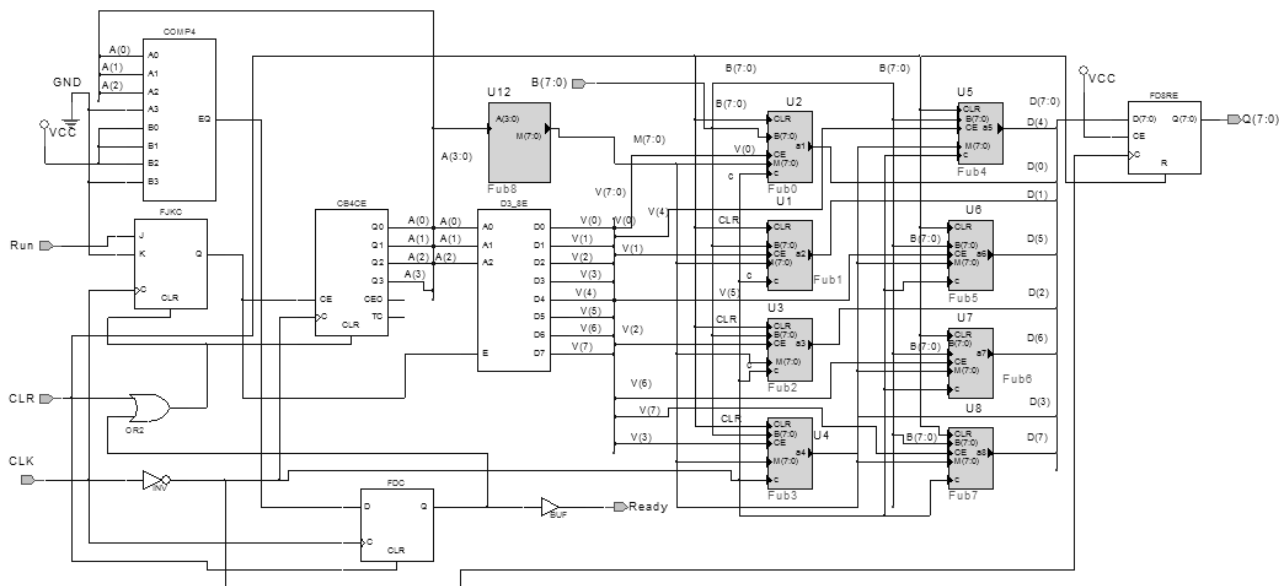 COMP4
A(0)
A(1)
A(2)
GND
VCC
A0
A1
A2
A3
B0
B1
B2
B3
EQ
FJKC
Run
J
K
C
Q
CLR
CLR
OR2
CLK
INV
CB4CE
CE
C
CLR
Q0
Q1
Q2
Q3
CEO
TC
A(0)
A(1)
A(2)
A(3)
A(0)
A(1)
A(2)
D3_8E
A0
A1
A2
E
D0
D1
D2
D3
D4
D5
D6
D7
V(0)
V(1)
V(2)
V(3)
V(4)
V(5)
V(6)
V(7)
FDC
D
C
Q
CLR
BUF
Ready
U12
A(3:0)
M(7:0)
Fub8
A(3:0)
B(7:0)
M(7:0)
V(7:0)
V(0)
V(0)
V(4)
V(1)
V(5)
V(2)
V(6)
V(7)
V(3)
B(7:0)
B(7:0)
B(7:0)
U2
CLR
B(7:0)
CE
M(7:0)
c
a1
Fub0
c
U1
CLR
CLR
B(7:0)
CE
M(7:0)
c
a2
Fub1
c
U3
CLR
CLR
B(7:0)
CE
M(7:0)
c
a3
Fub2
c
U4
CLR
CLR
B(7:0)
CE
M(7:0)
c
a4
Fub3
U5
CLR
B(7:0)
CE
M(7:0)
c
a5
Fub4
U6
B(7:0)
CLR
B(7:0)
CE
M(7:0)
c
a6
Fub5
U7
B(7:0)
CLR
B(7:0)
CE
M(7:0)
c
a7
Fub6
U8
B(7:0)
CLR
B(7:0)
CE
M(7:0)
c
a8
Fub7
D(7:0)
D(4)
D(0)
D(1)
D(5)
D(2)
D(6)
D(3)
D(7)
VCC
FD8RE
D(7:0)
CE
C
R
Q(7:0)
Q(7:0)